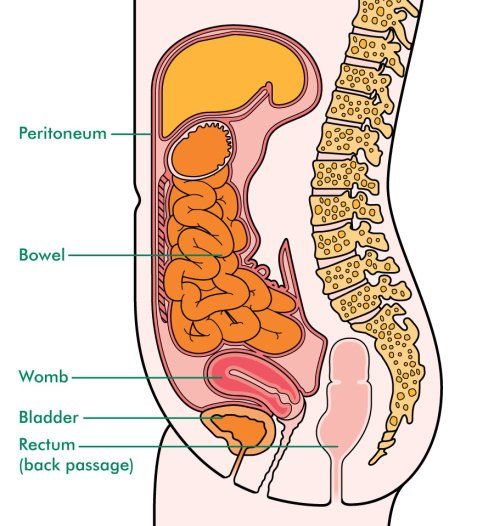 Peritoneum
Bowel
Womb
Bladder
Rectum
(back passage)